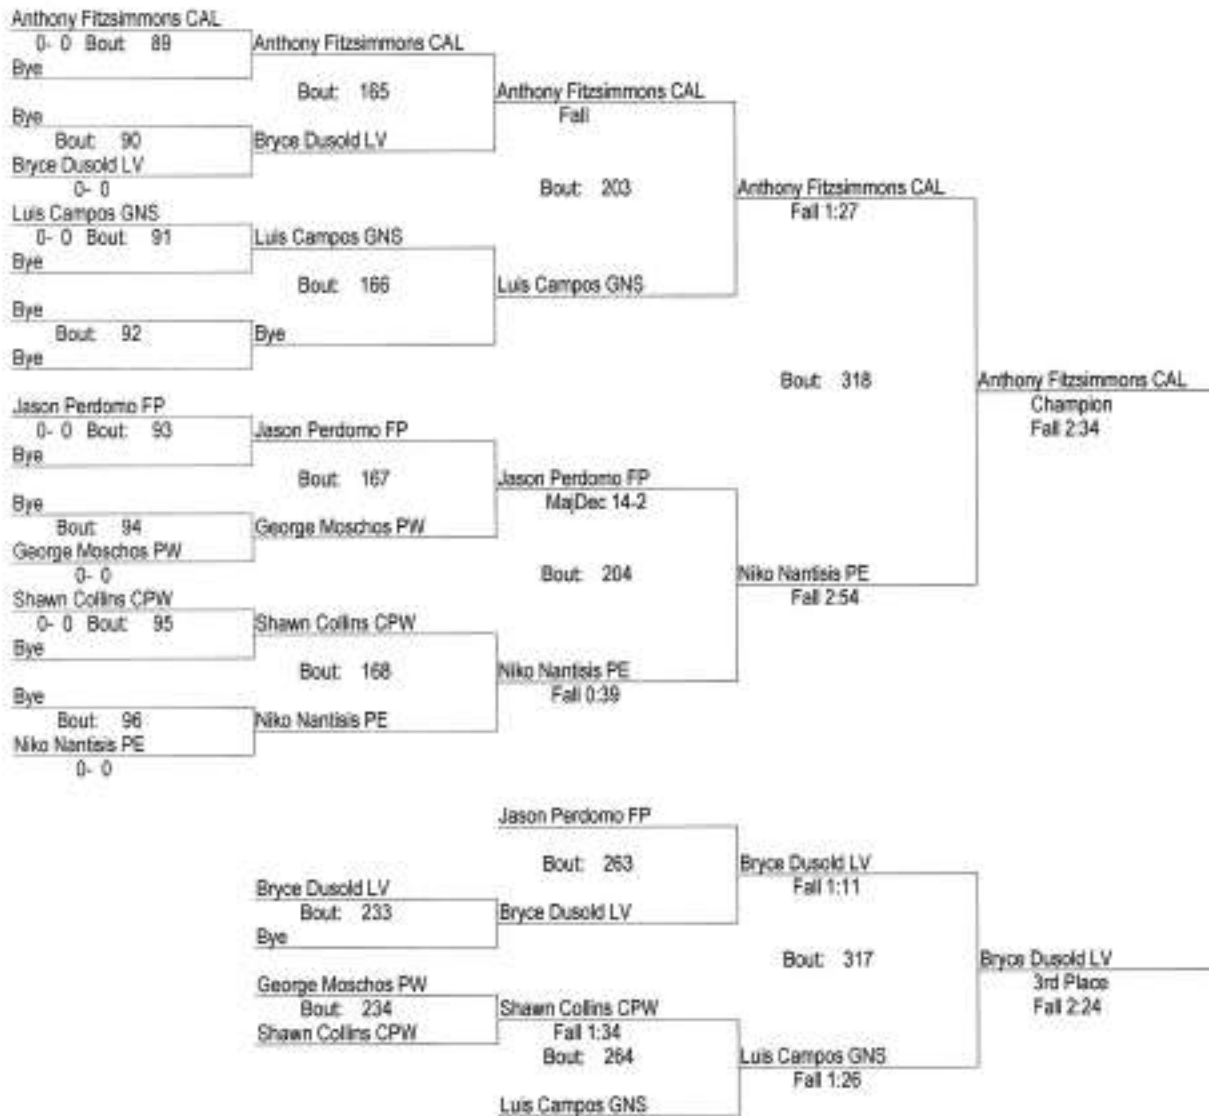 Anthony Fitzsimmons CAL
0- 0 Bout: 89
Bye
Anthony Fitzsimmons CAL
Bout: 165
Bye
Bout: 90
Bryce Dusold LV
0- 0
Bryce Dusold LV
Anthony Fitzsimmons CAL
Fall
Bout: 203
Luis Campos GNS
0- 0 Bout: 91
Bye
Luis Campos GNS
Bout: 166
Bye
Bout: 92
Bye
Bye
Luis Campos GNS
Anthony Fitzsimmons CAL
Fall 1:27
Bout: 318
Anthony Fitzsimmons CAL
Champion
Fall 2:34
Jason Perdomo FP
0- 0 Bout: 93
Bye
Jason Perdomo FP
Bout: 167
Bye
Bout: 94
George Moschos PW
0- 0
George Moschos PW
Jason Perdomo FP
MajDec 14-2
Bout: 204
Shawn Collins CPW
0- 0 Bout: 95
Bye
Shawn Collins CPW
Bout: 168
Bye
Bout: 96
Niko Nantisis PE
0- 0
Niko Nantisis PE
Niko Nantisis PE
Fall 0:39
Niko Nantisis PE
Fall 2:54
Jason Perdomo FP
Bout: 263
Bryce Dusold LV
Bout: 233
Bye
Bryce Dusold LV
Bryce Dusold LV
Fall 1:11
Bout: 317
Bryce Dusold LV
3rd Place
Fall 2:24
George Moschos PW
Bout: 234
Shawn Collins CPW
Shawn Collins CPW
Fall 1:34
Bout: 264
Luis Campos GNS
Luis Campos GNS
Fall 1:26